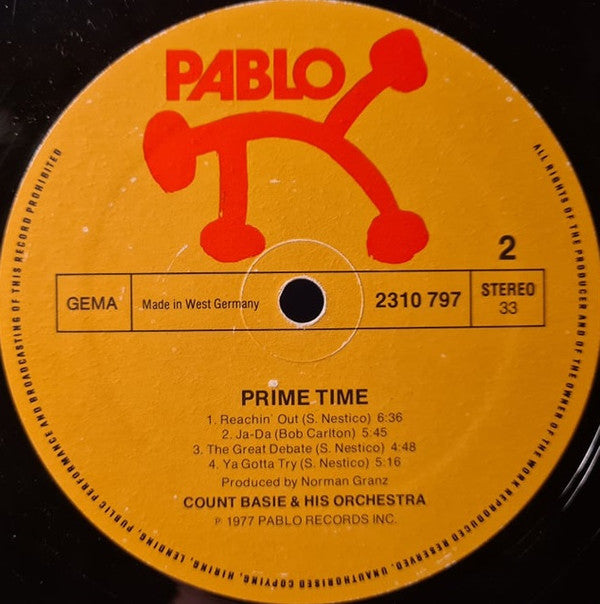 PABLO
2
GEMA
Made in West Germany
2310 797
STEREO
33
PRIME TIME
1. Reachin' Out (S. Nestico) 6:36
2. Ja-Da (Bob Carlton) 5:45
3. The Great Debate (S. Nestico) 4:48
4. Ya Gotta Try (S. Nestico) 5:16
Produced by Norman Granz
COUNT BASIE & HIS ORCHESTRA
℗ 1977 PABLO RECORDS INC.
ALL RIGHTS OF THE PRODUCER AND OF THE OWNER OF THE WORK REPRODUCED RESERVED. UNAUTHORISED COPYING, HIRING, LENDING, PUBLIC PERFORMANCE AND BROADCASTING OF THIS RECORD PROHIBITED